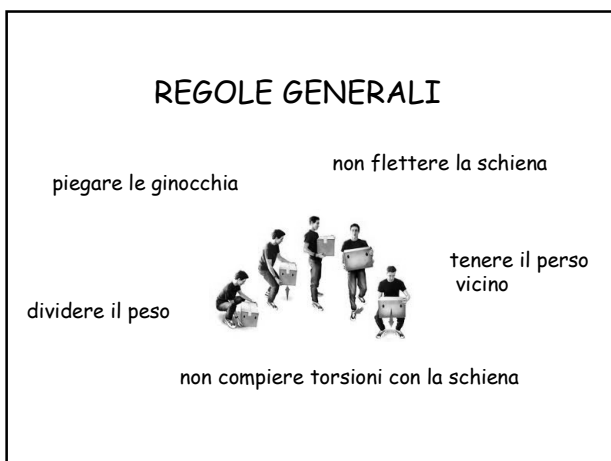 REGOLE GENERALI
non flettere la schiena
piegare le ginocchia
tenere il perso
vicino
dividere il peso
non compiere torsioni con la schiena